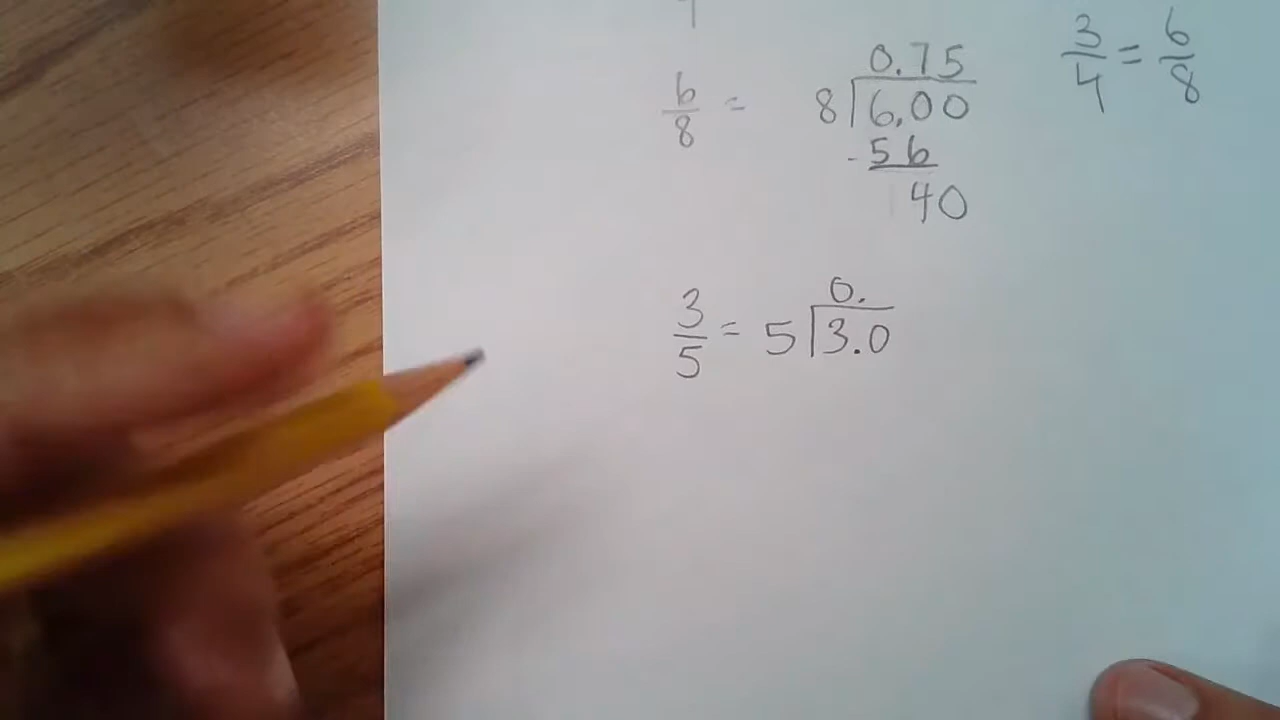 0.75
6/8 = 8⟌6.00
- 56
40
3/4 = 6/8
0.
3/5 = 5⟌3.0